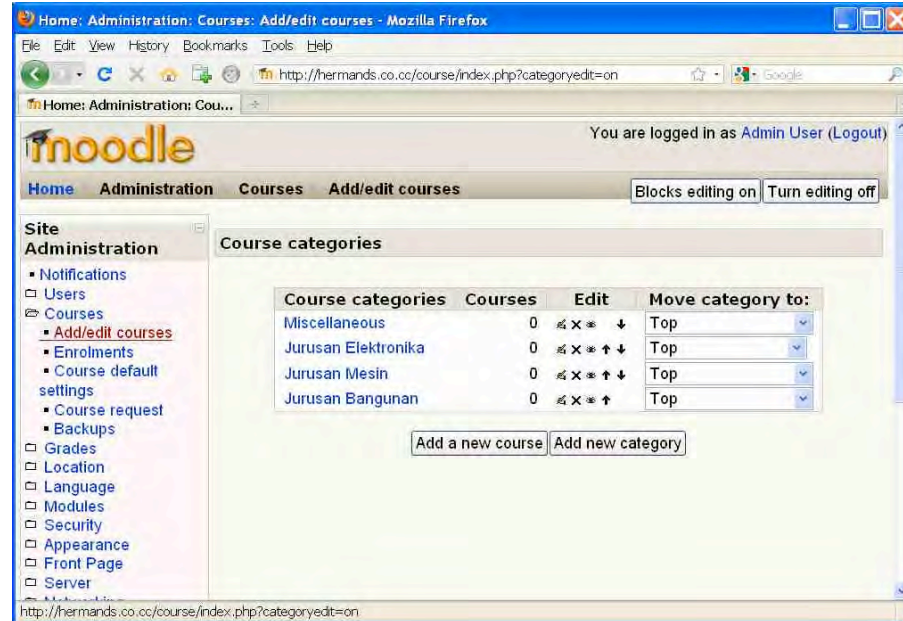 Home: Administration: Courses: Add/edit courses - Mozilla Firefox
File Edit View History Bookmarks Tools Help
http://hermands.co.cc/course/index.php?categoryedit=on
Google
Home: Administration: Cou...
moodle
You are logged in as Admin User (Logout)
Home Administration Courses Add/edit courses
Blocks editing on Turn editing off
Site Administration
Notifications
Users
Courses
Add/edit courses
Enrolments
Course default
settings
Course request
Backups
Grades
Location
Language
Modules
Security
Appearance
Front Page
Server
Course categories
Course categories Courses Edit Move category to:
Miscellaneous 0 Top
Jurusan Elektronika 0 Top
Jurusan Mesin 0 Top
Jurusan Bangunan 0 Top
Add a new course Add new category
http://hermands.co.cc/course/index.php?categoryedit=on